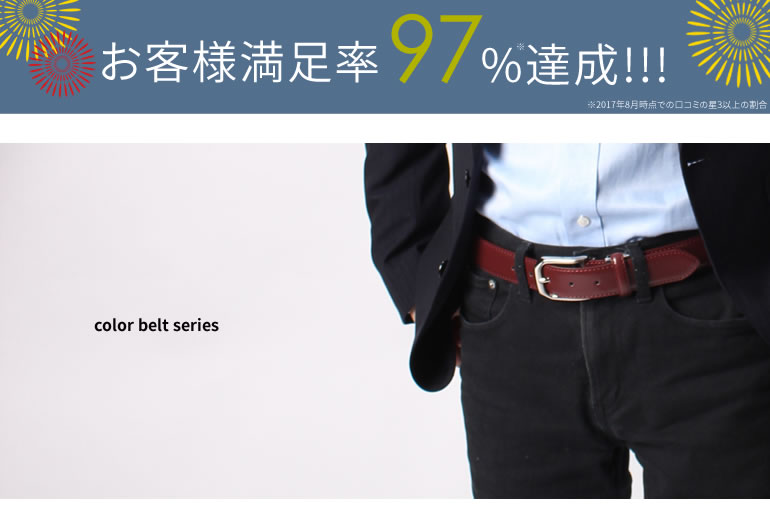 お客様満足率97%※達成!!!
※2017年8月時点での口コミの星3以上の割合
color belt series